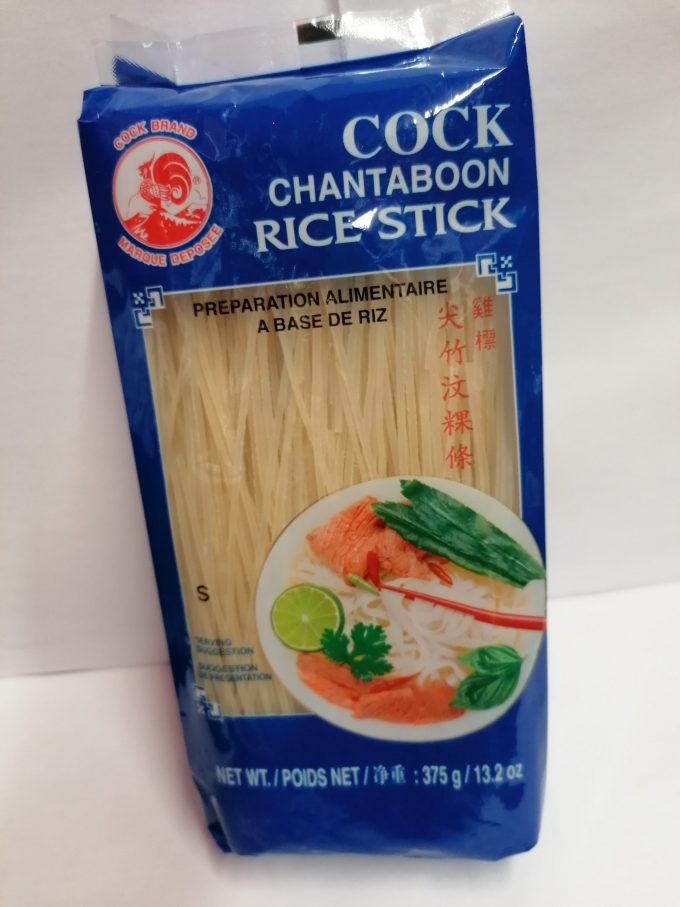 COCK BRAND
®
MARQUE DEPOSÉE
COCK
CHANTABOON
RICE STICK
PREPARATION ALIMENTAIRE
A BASE DE RIZ
雞標
尖竹汶粿條
S
SERVING
SUGGESTION
SUGGESTION
DE PRESENTATION
NET WT. / POIDS NET / 净重 : 375 g / 13.2 oz